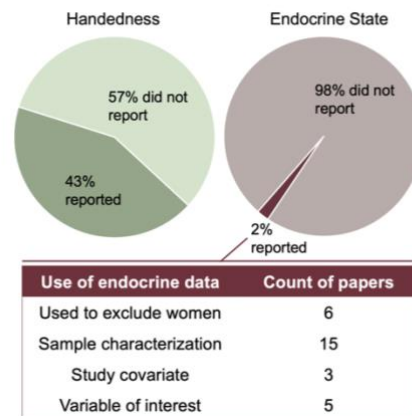 Handedness
Endocrine State
57% did not
report
43%
reported
98% did not
report
2%
reported
Use of endocrine data Count of papers
Used to exclude women 6
Sample characterization 15
Study covariate 3
Variable of interest 5